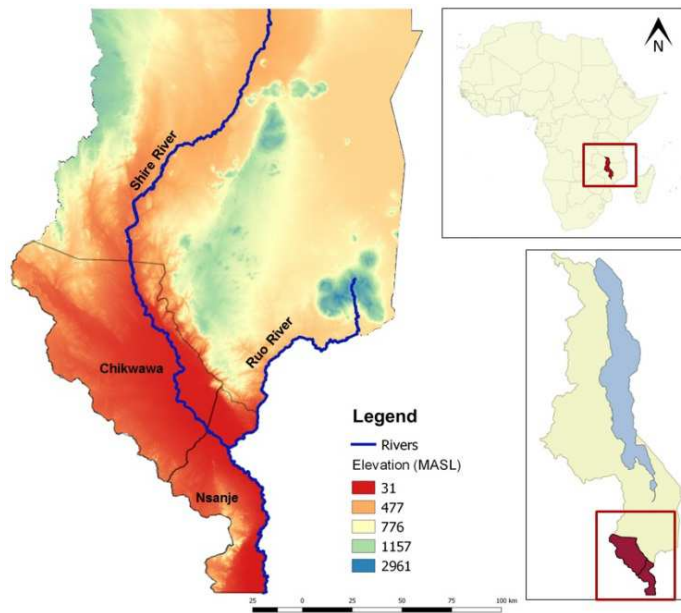 N
Shire River
Ruo River
Chikwawa
Nsanje
Legend
Rivers
Elevation (MASL)
31
477
776
1157
2961
25 0 25 50 75 100 km